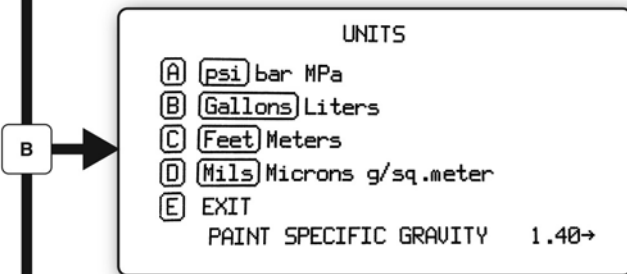 UNITS
A psi bar MPa
B Gallons Liters
C Feet Meters
B
D Mils Microns g/sq.meter
E EXIT
PAINT SPECIFIC GRAVITY 1.40→